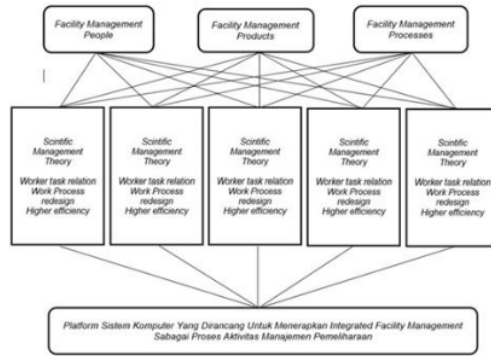 Facility Management
People
Facility Management
Products
Facility Management
Processes
Scintific
Management
Theory
Worker task relation
Work Process
redesign
Higher efficiency
Scintific
Management
Theory
Worker task relation
Work Process
redesign
Higher efficiency
Scintific
Management
Theory
Worker task relation
Work Process
redesign
Higher efficiency
Scintific
Management
Theory
Worker task relation
Work Process
redesign
Higher efficiency
Scintific
Management
Theory
Worker task relation
Work Process
redesign
Higher efficiency
Platform Sistem Komputer Yang Dirancang Untuk Menerapkan Integrated Facility Management
Sabagai Proses Aktivitas Manajemen Pemeliharaan